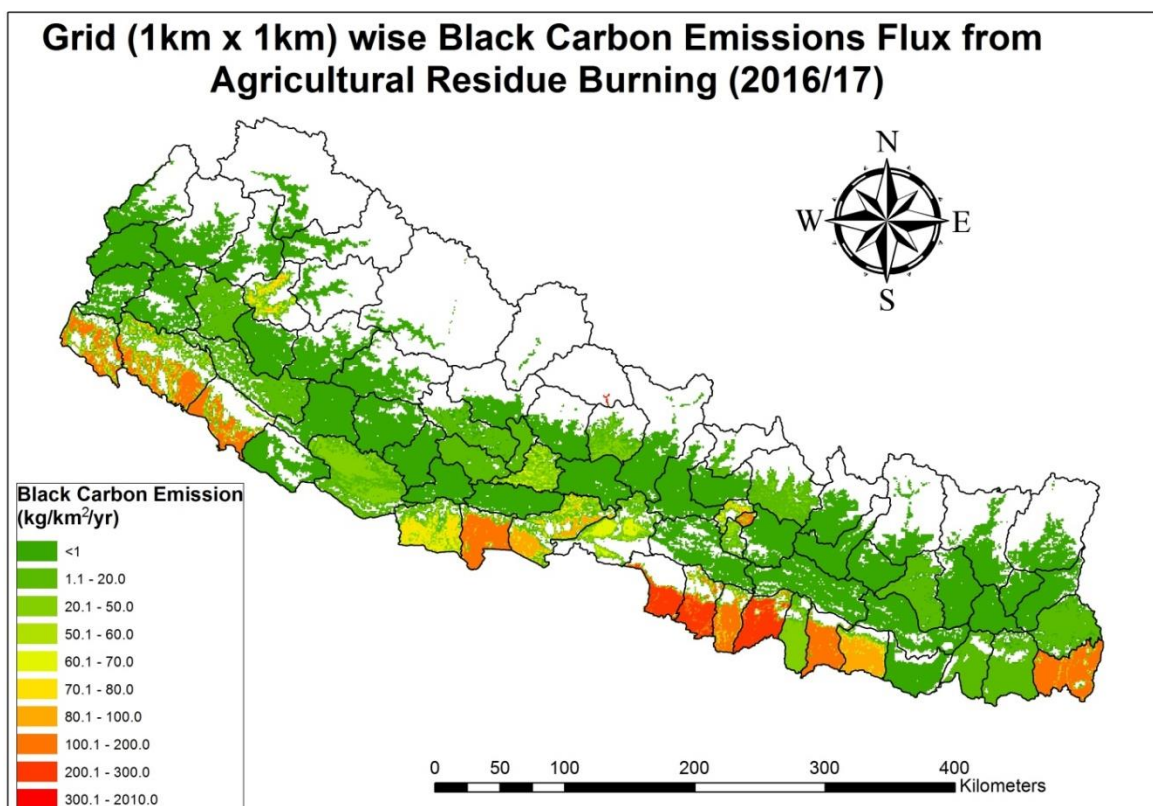 Grid (1km x 1km) wise Black Carbon Emissions Flux from
Agricultural Residue Burning (2016/17)
N
W
E
S
Black Carbon Emission
(kg/km²/yr)
<1
1.1 - 20.0
20.1 - 50.0
50.1 - 60.0
60.1 - 70.0
70.1 - 80.0
80.1 - 100.0
100.1 - 200.0
200.1 - 300.0
300.1 - 2010.0
0 50 100 200 300 400
Kilometers